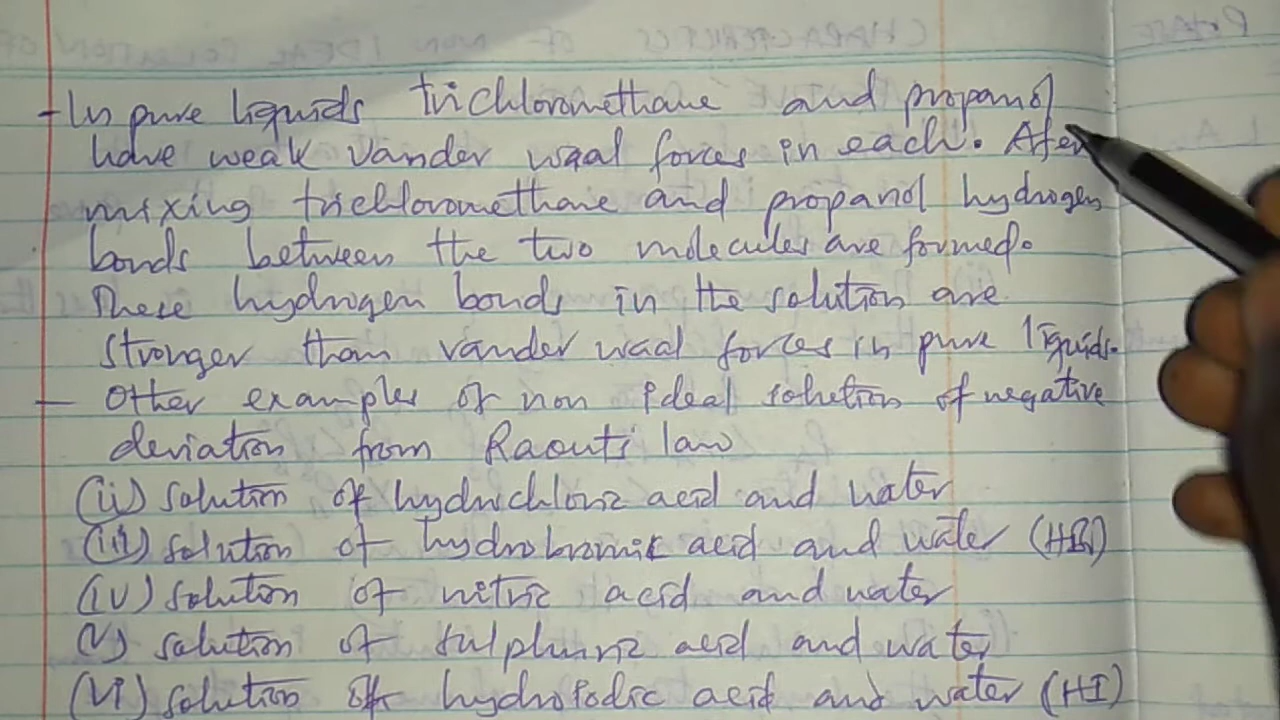 - In pure liquids trichloromethane and propanol
have weak Vander waal forces in each. After
mixing trichloromethane and propanol hydrogen
bonds between the two molecules are formed.
These hydrogen bonds in the solution are
stronger than vander waal forces in pure liquids.
- Other examples of non ideal solution of negative
deviation from Raoults law
(ii) solution of hydrochloric acid and water
(iii) solution of hydrobromic acid and water (HBr)
(iv) solution of nitric acid and water
(v) solution of sulphuric acid and water
(vi) solution of hydroiodic acid and water (HI)